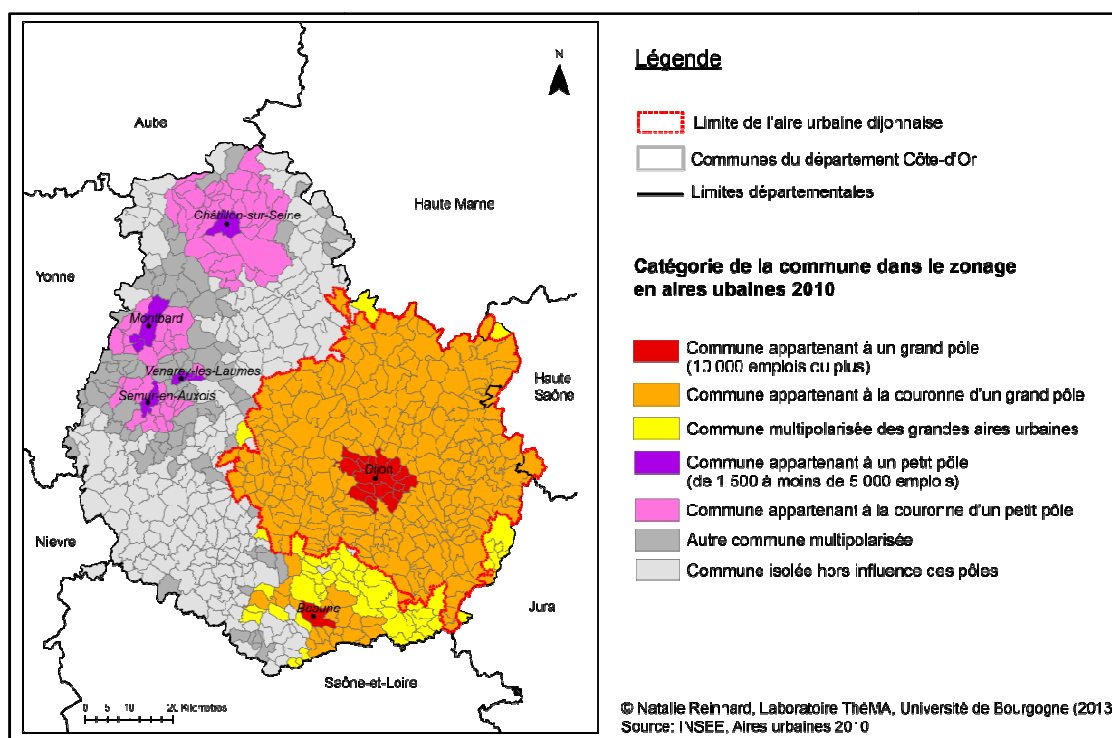 N
Aube
Haute Marne
Châtillon-sur-Seine
Yonne
Montbard
Venarey-les-Laumes
Semur-en-Auxois
Haute
Saône
Dijon
Nievre
Beaune
Jura
Saône-et-Loire
0 5 10 15 20 Kilomètres
Légende
Limite de l'aire urbaine dijonnaise
Communes du département Côte-d'Or
Limites départementales
Catégorie de la commune dans le zonage
en aires ubaines 2010
Commune appartenant à un grand pôle
(10 000 emplois ou plus)
Commune appartenant à la couronne d'un grand pôle
Commune multipolarisée des grandes aires urbaines
Commune appartenant à un petit pôle
(de 1 500 à moins de 5 000 emplois)
Commune appartenant à la couronne d'un petit pôle
Autre commune multipolarisée
Commune isolée hors influence des pôles
© Natalie Reinhard, Laboratoire ThéMA, Université de Bourgogne (2013
Source: INSEE, Aires urbaines 2010